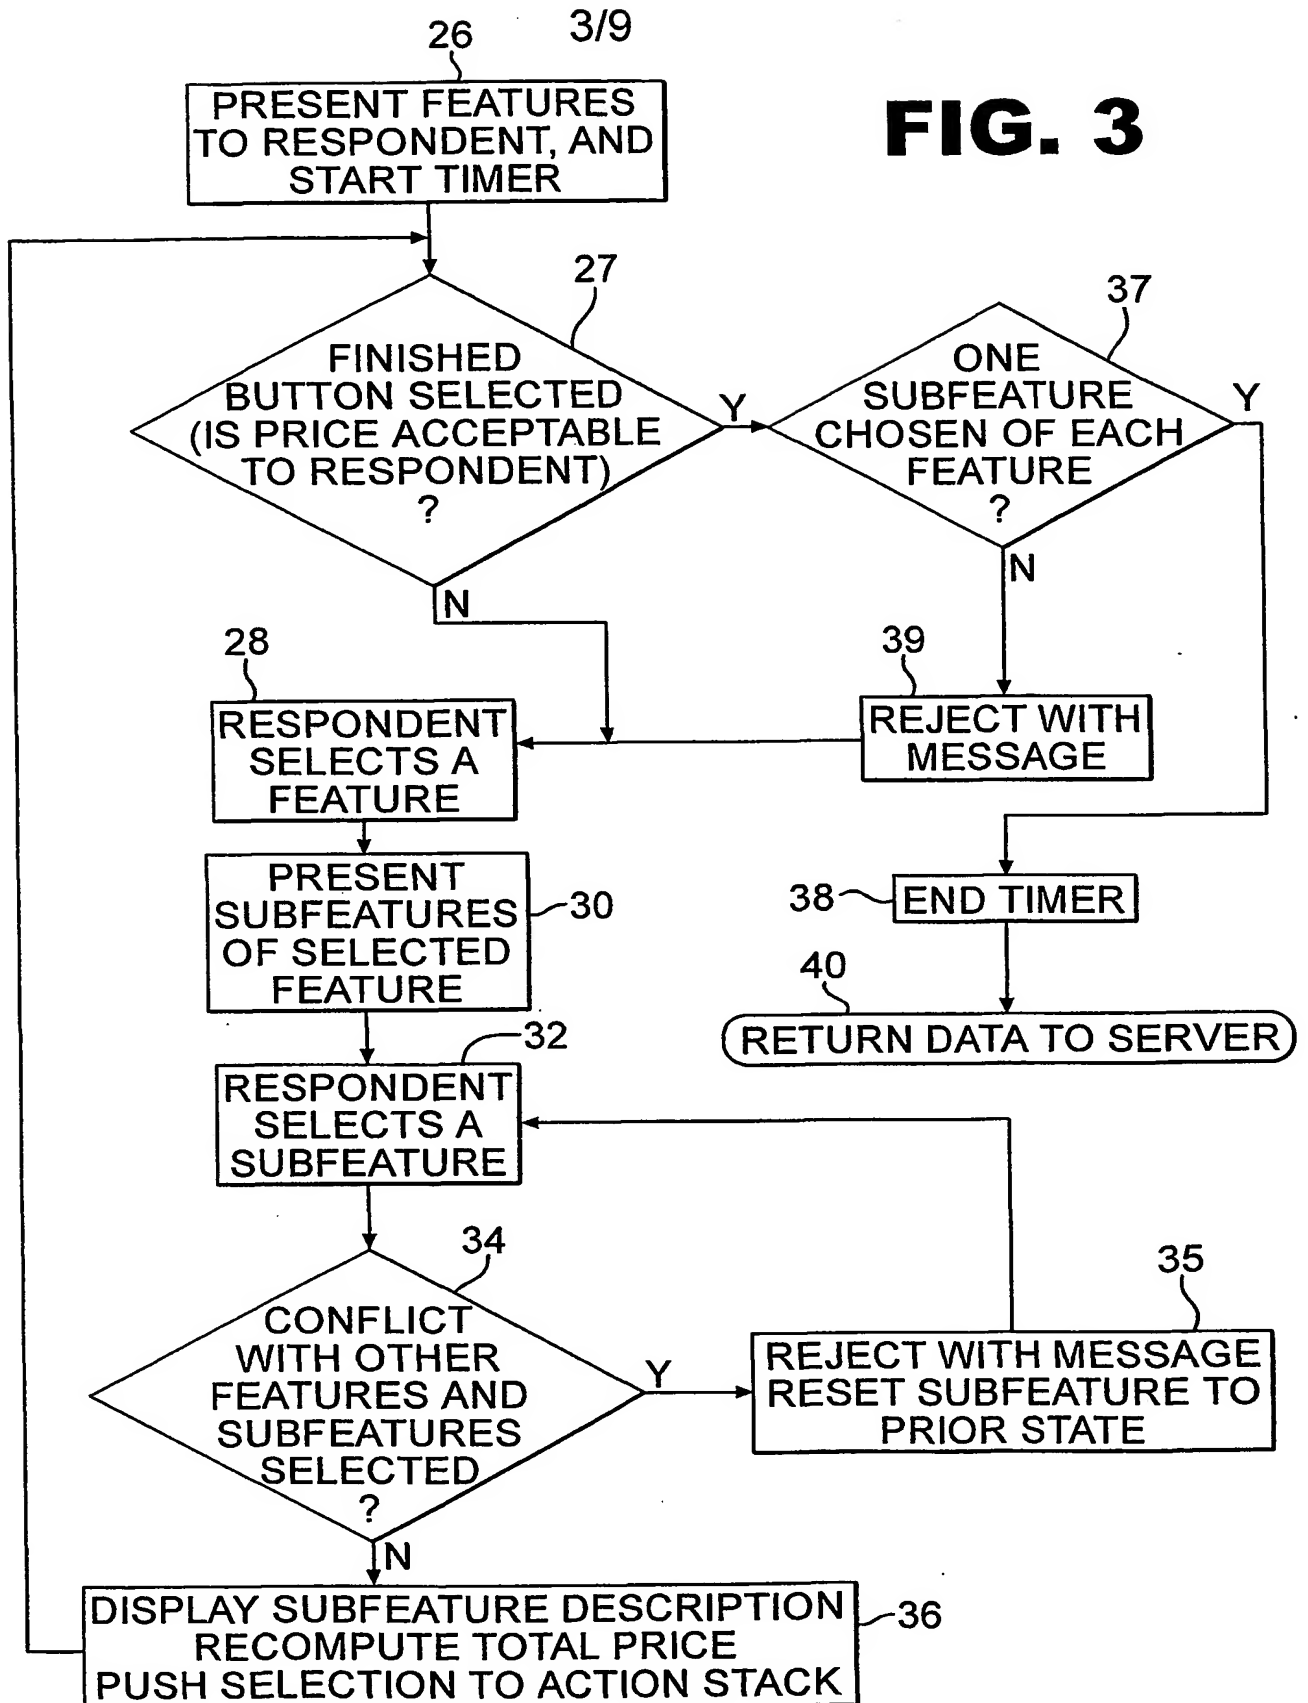 3/9
FIG. 3
26
PRESENT FEATURES
TO RESPONDENT, AND
START TIMER
27
FINISHED
BUTTON SELECTED
(IS PRICE ACCEPTABLE
TO RESPONDENT)
?
Y
N
37
ONE
SUBFEATURE
CHOSEN OF EACH
FEATURE
?
Y
N
28
RESPONDENT
SELECTS A
FEATURE
39
REJECT WITH
MESSAGE
PRESENT
SUBFEATURES
OF SELECTED
FEATURE
30
38
END TIMER
40
RETURN DATA TO SERVER
32
RESPONDENT
SELECTS A
SUBFEATURE
34
CONFLICT
WITH OTHER
FEATURES AND
SUBFEATURES
SELECTED
?
Y
N
35
REJECT WITH MESSAGE
RESET SUBFEATURE TO
PRIOR STATE
DISPLAY SUBFEATURE DESCRIPTION
RECOMPUTE TOTAL PRICE
PUSH SELECTION TO ACTION STACK
36